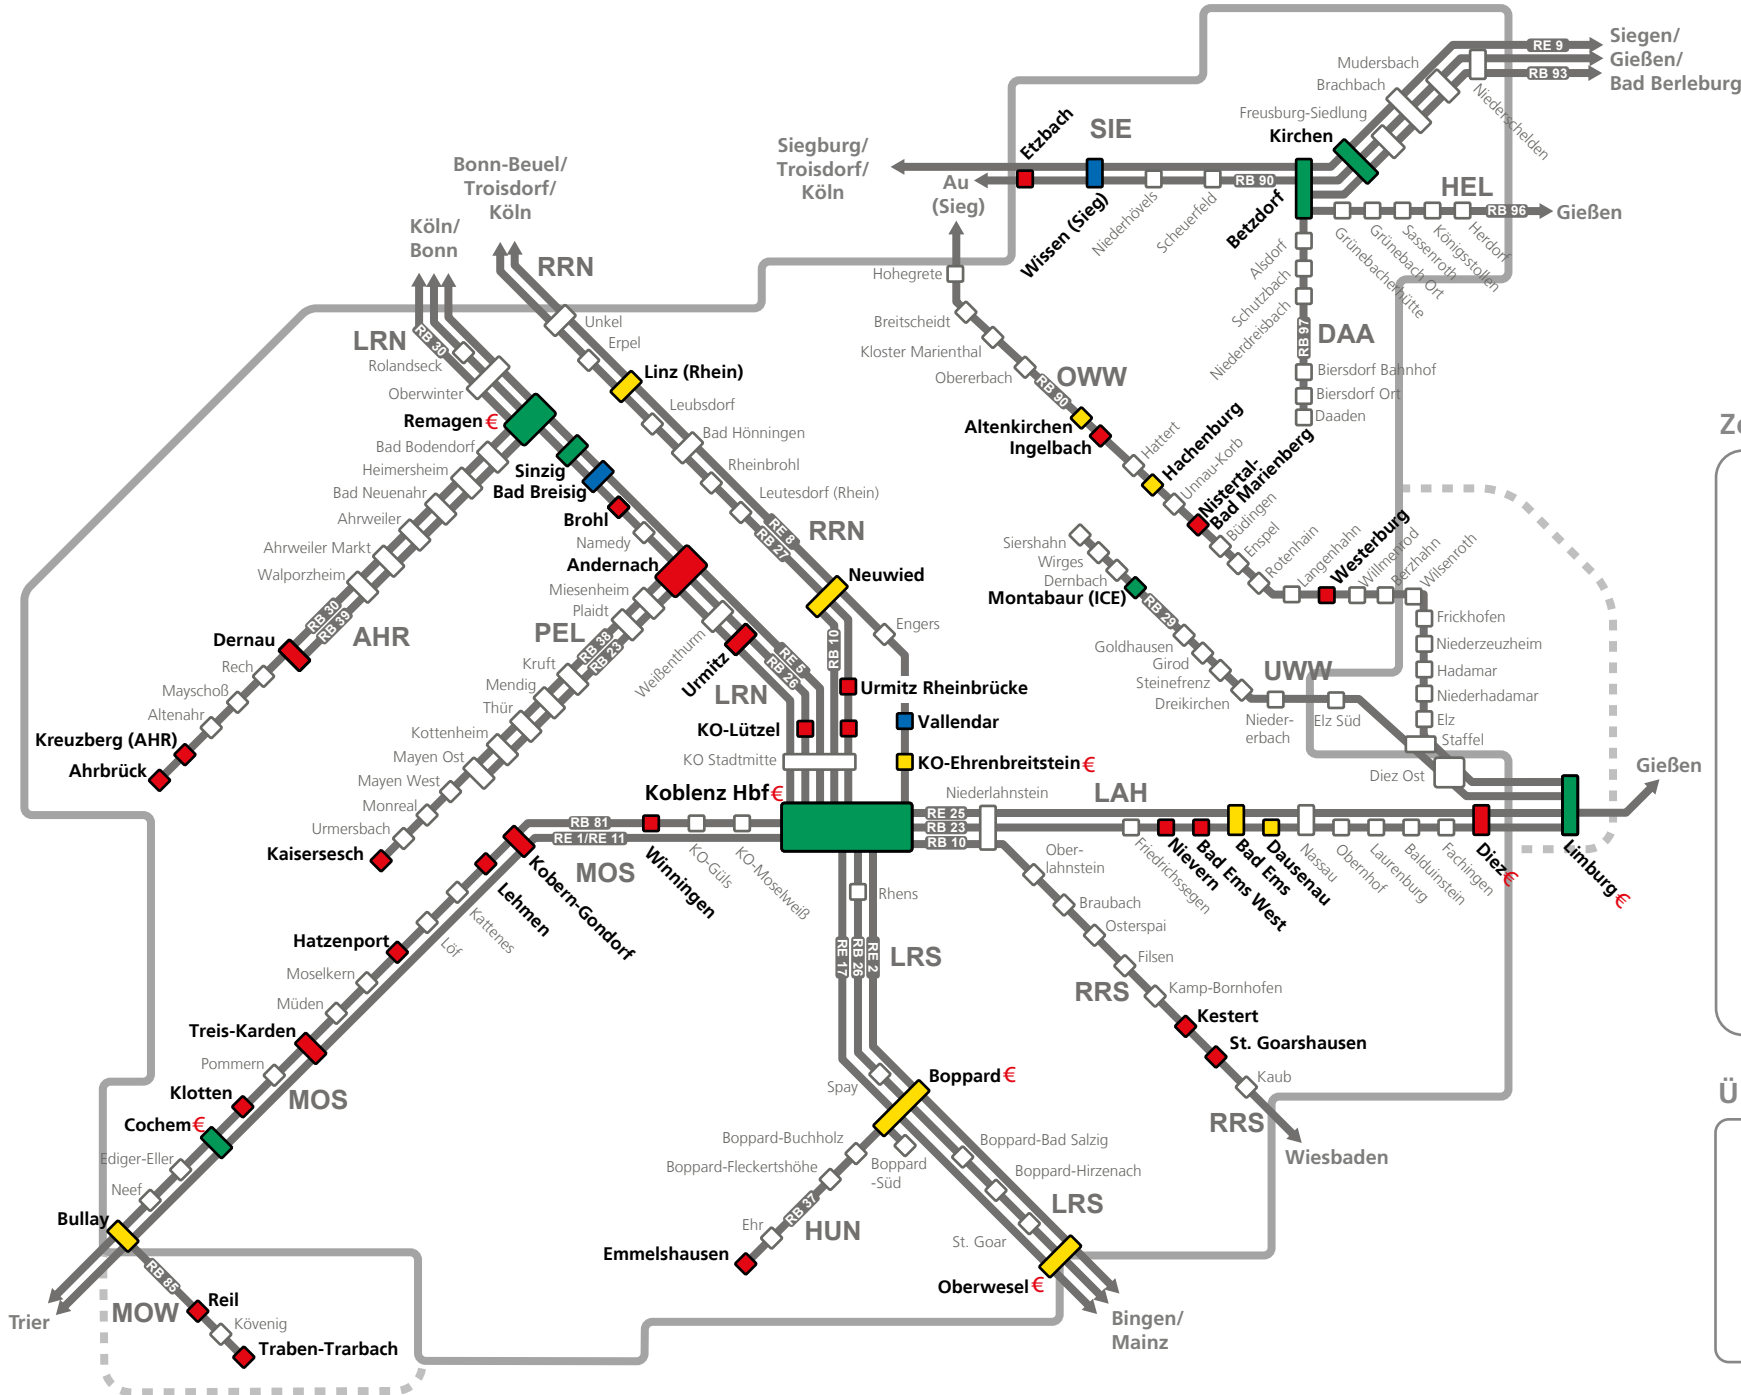 Siegen/
Gießen/
Bad Berleburg
RE 9
RB 93
Mudersbach
Brachbach
Freusburg-Siedlung
Kirchen
Niederschelden
Siegburg/
Troisdorf/
Köln
Etzbach
SIE
Au
(Sieg)
Wissen (Sieg)
Niederhövels
Scheuerfeld
RB 90
Betzdorf
HEL
RB 96
Gießen
Grünebacherhütte
Grünebach Ort
Sassenroth
Königsstollen
Herdorf
Alsdorf
Schutzbach
Niederdreisbach
RB 97
DAA
Biersdorf Bahnhof
Biersdorf Ort
Daaden
Bonn-Beuel/
Troisdorf/
Köln
Köln/
Bonn
RRN
Unkel
Erpel
Linz (Rhein)
Leubsdorf
Bad Hönningen
Rheinbrohl
Leutesdorf (Rhein)
RE 8
RB 27
RRN
Neuwied
Engers
RB 10
Urmitz Rheinbrücke
Vallendar
KO-Ehrenbreitstein €
LRN
RB 30
Rolandseck
Oberwinter
Remagen €
Sinzig
Bad Breisig
Brohl
Namedy
Andernach
Weißenthurm
Urmitz
RE 5
RB 26
LRN
KO-Lützel
KO Stadtmitte
Koblenz Hbf €
Bad Bodendorf
Heimersheim
Bad Neuenahr
Ahrweiler
Ahrweiler Markt
Walporzheim
RB 30
RB 39
AHR
Dernau
Rech
Mayschoß
Altenahr
Kreuzberg (AHR)
Ahrbrück
Miesenheim
Plaidt
PEL
RB 38
RB 23
Kruft
Mendig
Thür
Kottenheim
Mayen Ost
Mayen West
Monreal
Urmersbach
Kaisersesch
Hohegrete
Breitscheidt
Kloster Marienthal
Obererbach
RB 90
OWW
Altenkirchen
Ingelbach
Hattert
Hachenburg
Unnau-Korb
Nistertal-
Bad Marienberg
Büdingen
Enspel
Rotenhain
Langenhahn
Westerburg
Willmenrod
Berzhahn
Wilsenroth
Frickhofen
Niederzeuzheim
Hadamar
Niederhadamar
Elz
Staffel
Siershahn
Wirges
Dernbach
Montabaur (ICE)
RB 29
Goldhausen
Girod
Steinefrenz
Dreikirchen
UWW
Nieder-
erbach
Elz Süd
Diez Ost
Gießen
RE 25
RB 23
RB 10
Niederlahnstein
LAH
Friedrichssegen
Nievern
Bad Ems West
Bad Ems
Dausenau
Nassau
Obernhof
Laurenburg
Balduinstein
Fachingen
Diez €
Limburg €
Ober-
lahnstein
Braubach
Osterspai
Filsen
RRS
Kamp-Bornhofen
Kestert
St. Goarshausen
Kaub
RRS
Wiesbaden
RB 81
RE 1/RE 11
MOS
Winningen
KO-Güls
KO-Moselweiß
Kobern-Gondorf
Lehmen
Kattenes
Löf
Hatzenport
Moselkern
Müden
Treis-Karden
Pommern
Klotten
MOS
Cochem €
Ediger-Eller
Neef
Bullay
Trier
RB 85
MOW
Reil
Kövenig
Traben-Trarbach
Rhens
RE 17
RB 26
RE 2
LRS
Spay
Boppard €
Boppard-Buchholz
Boppard-Fleckertshöhe
Boppard
-Süd
Ehr
RB 37
HUN
Emmelshausen
Boppard-Bad Salzig
Boppard-Hirzenach
LRS
St. Goar
Oberwesel €
Bingen/
Mainz
Ü